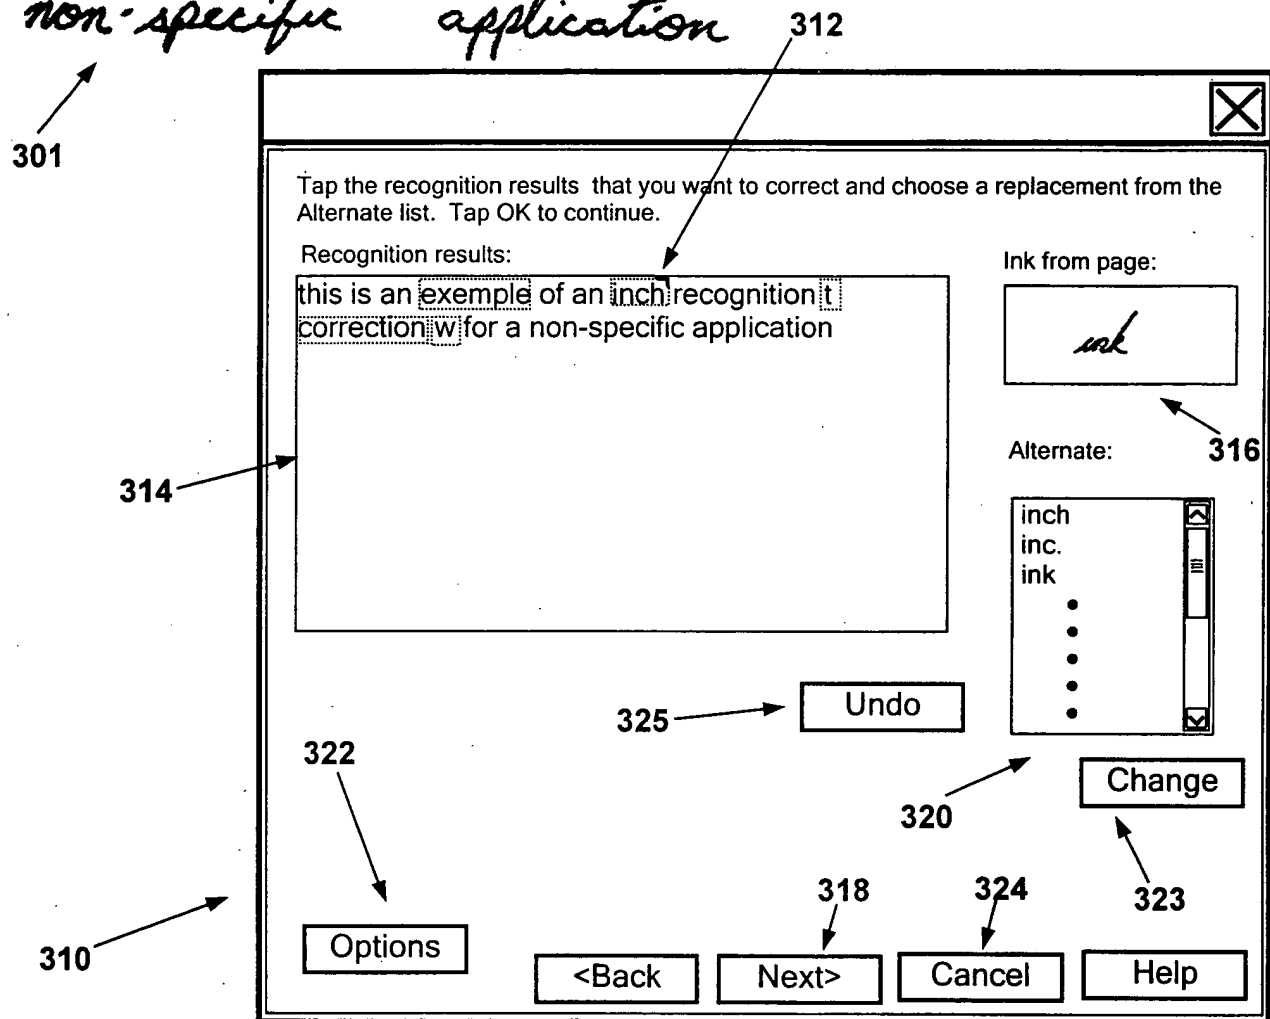 non-specific application
312
301
Tap the recognition results that you want to correct and choose a replacement from the
Alternate list. Tap OK to continue.
Recognition results:
Ink from page:
this is an exemple of an inch recognition t
correction w for a non-specific application
ink
316
Alternate:
314
inch
inc.
ink
325
Undo
322
320
Change
318
324
323
310
Options
<Back
Next>
Cancel
Help